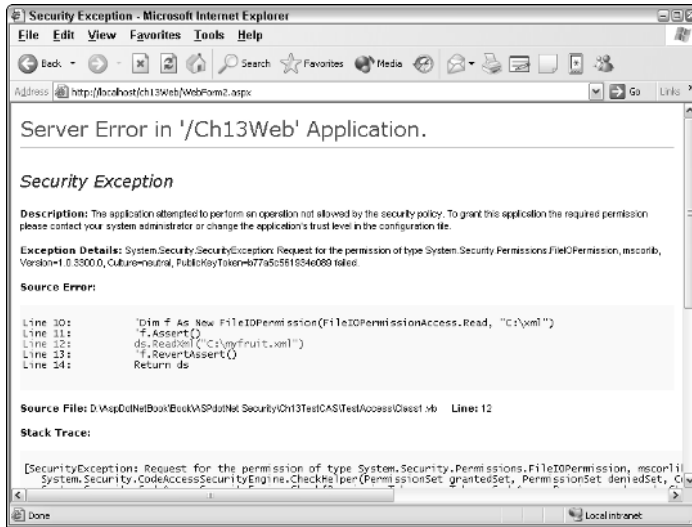 Security Exception - Microsoft Internet Explorer
File Edit View Favorites Tools Help
Back Search Favorites Media
Address http://localhost/ch13Web/WebForm2.aspx Go Links
Server Error in '/Ch13Web' Application.
Security Exception
Description: The application attempted to perform an operation not allowed by the security policy. To grant this application the required permission
please contact your system administrator or change the application's trust level in the configuration file.
Exception Details: System.Security.SecurityException: Request for the permission of type System.Security.Permissions.FileIOPermission, mscorlib,
Version=1.0.3300.0, Culture=neutral, PublicKeyToken=b77a5c561934e089 failed.
Source Error:
Line 10: 'Dim f As New FileIOPermission(FileIOPermissionAccess.Read, "C:\xml")
Line 11: 'f.Assert()
Line 12: ds.ReadXml("C:\myfruit.xml")
Line 13: 'f.RevertAssert()
Line 14: Return ds
Source File: D:\AspDotNetBook\Book\ASPdotNet Security\Ch13TestCAS\TestAccess\Class1.vb Line: 12
Stack Trace:
[SecurityException: Request for the permission of type System.Security.Permissions.FileIOPermission, mscorlib
System.Security.CodeAccessSecurityEngine.CheckHelper(PermissionSet grantedSet, PermissionSet deniedSet,
Done Local intranet